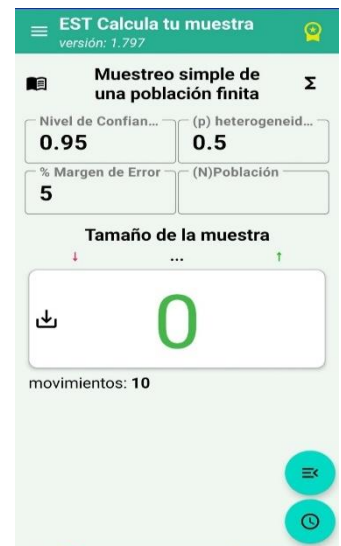 EST Calcula tu muestra
versión: 1.797
Muestreo simple de
una población finita
Σ
Nivel de Confian...
(p) heterogeneid...
0.95
0.5
% Margen de Error
(N)Población
5
Tamaño de la muestra
↓ ... ↑
0
movimientos: 10